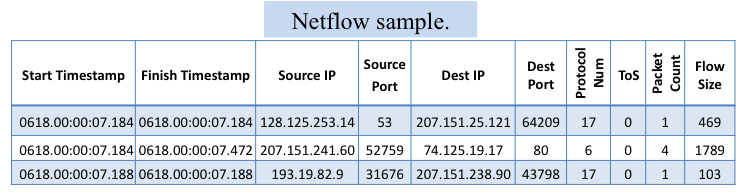 Netflow sample.
Start Timestamp Finish Timestamp Source IP Source Port Dest IP Dest Port Protocol Num ToS Packet Count Flow Size
0618.00:00:07.184 0618.00:00:07.184 128.125.253.14 53 207.151.25.121 64209 17 0 1 469
0618.00:00:07.184 0618.00:00:07.472 207.151.241.60 52759 74.125.19.17 80 6 0 4 1789
0618.00:00:07.188 0618.00:00:07.188 193.19.82.9 31676 207.151.238.90 43798 17 0 1 103